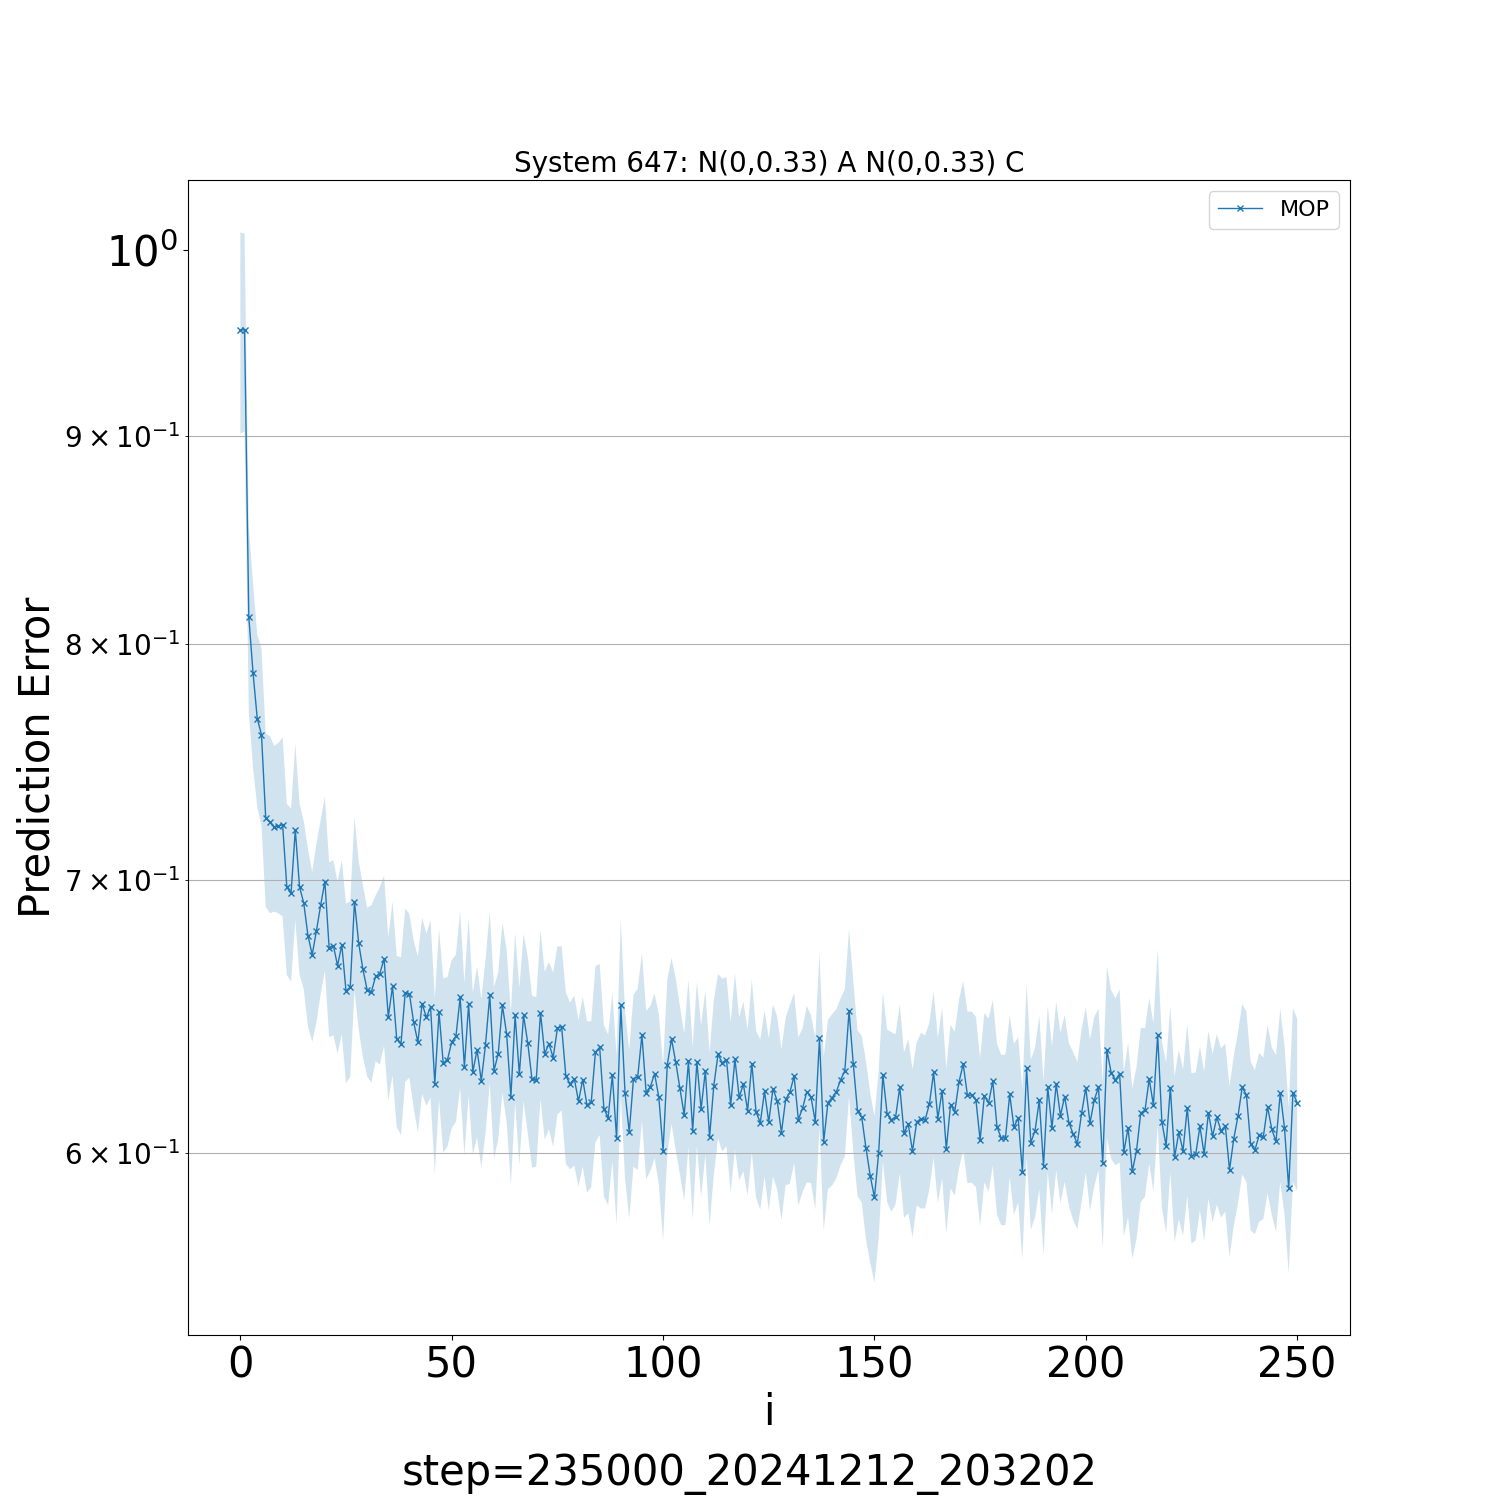 System 647: N(0,0.33) A N(0,0.33) C
MOP
10⁰
9 × 10⁻¹
8 × 10⁻¹
7 × 10⁻¹
6 × 10⁻¹
Prediction Error
0 50 100 150 200 250
i
step=235000_20241212_203202